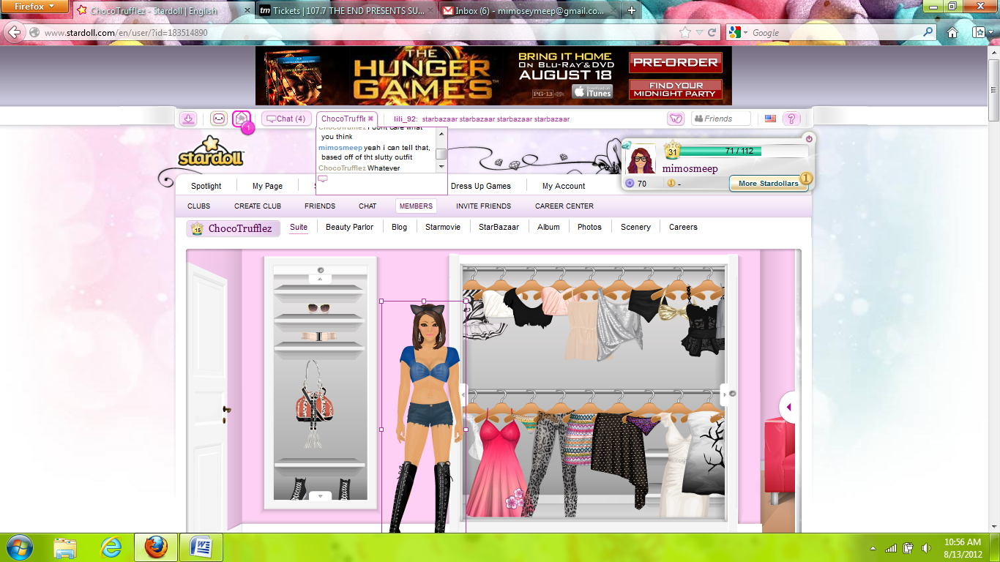 Firefox
ChocoTrufflez - Stardoll | English
tm Tickets | 107.7 THE END PRESENTS SU...
Inbox (6) - mimoseymeep@gmail.co...
www.stardoll.com/en/user/?id=183514890
Google
THE HUNGER GAMES
BRING IT HOME
ON BLU-RAY & DVD
AUGUST 18
PG-13
iTunes
PRE-ORDER
FIND YOUR
MIDNIGHT PARTY
1
Chat (4)
ChocoTruffle
lili_92: starbazaar starbazaar starbazaar starbazaar
Friends
?
ChocoTrufflez I dont care what
you think
mimosmeep yeah i can tell that,
based off of tht slutty outfit
ChocoTrufflez Whatever
stardoll
31
71 / 112
mimosmeep
70
-
More Stardollars
1
Spotlight
My Page
Dress Up Games
My Account
CLUBS
CREATE CLUB
FRIENDS
CHAT
MEMBERS
INVITE FRIENDS
CAREER CENTER
15
ChocoTrufflez
Suite
Beauty Parlor
Blog
Starmovie
StarBazaar
Album
Photos
Scenery
Careers
10:56 AM
8/13/2012